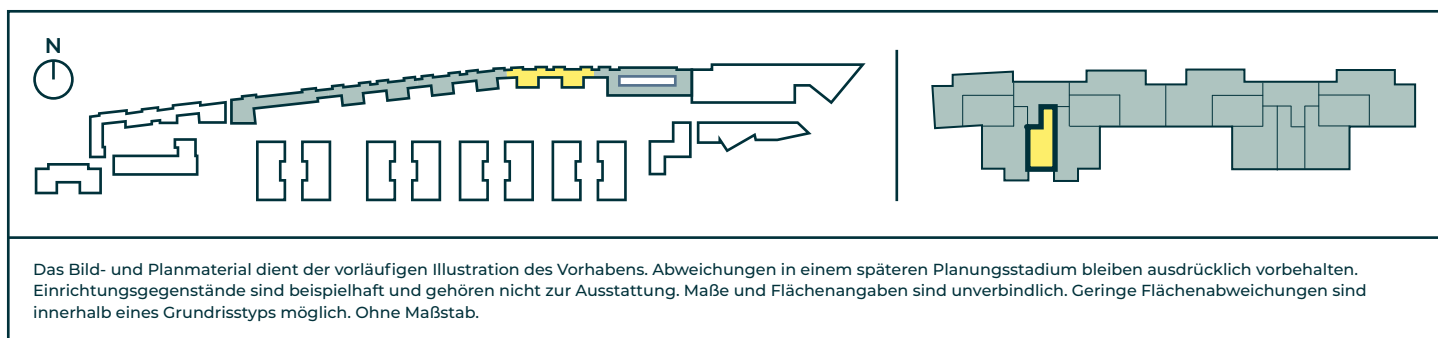 N
Das Bild- und Planmaterial dient der vorläufigen Illustration des Vorhabens. Abweichungen in einem späteren Planungsstadium bleiben ausdrücklich vorbehalten.
Einrichtungsgegenstände sind beispielhaft und gehören nicht zur Ausstattung. Maße und Flächenangaben sind unverbindlich. Geringe Flächenabweichungen sind
innerhalb eines Grundrisstyps möglich. Ohne Maßstab.